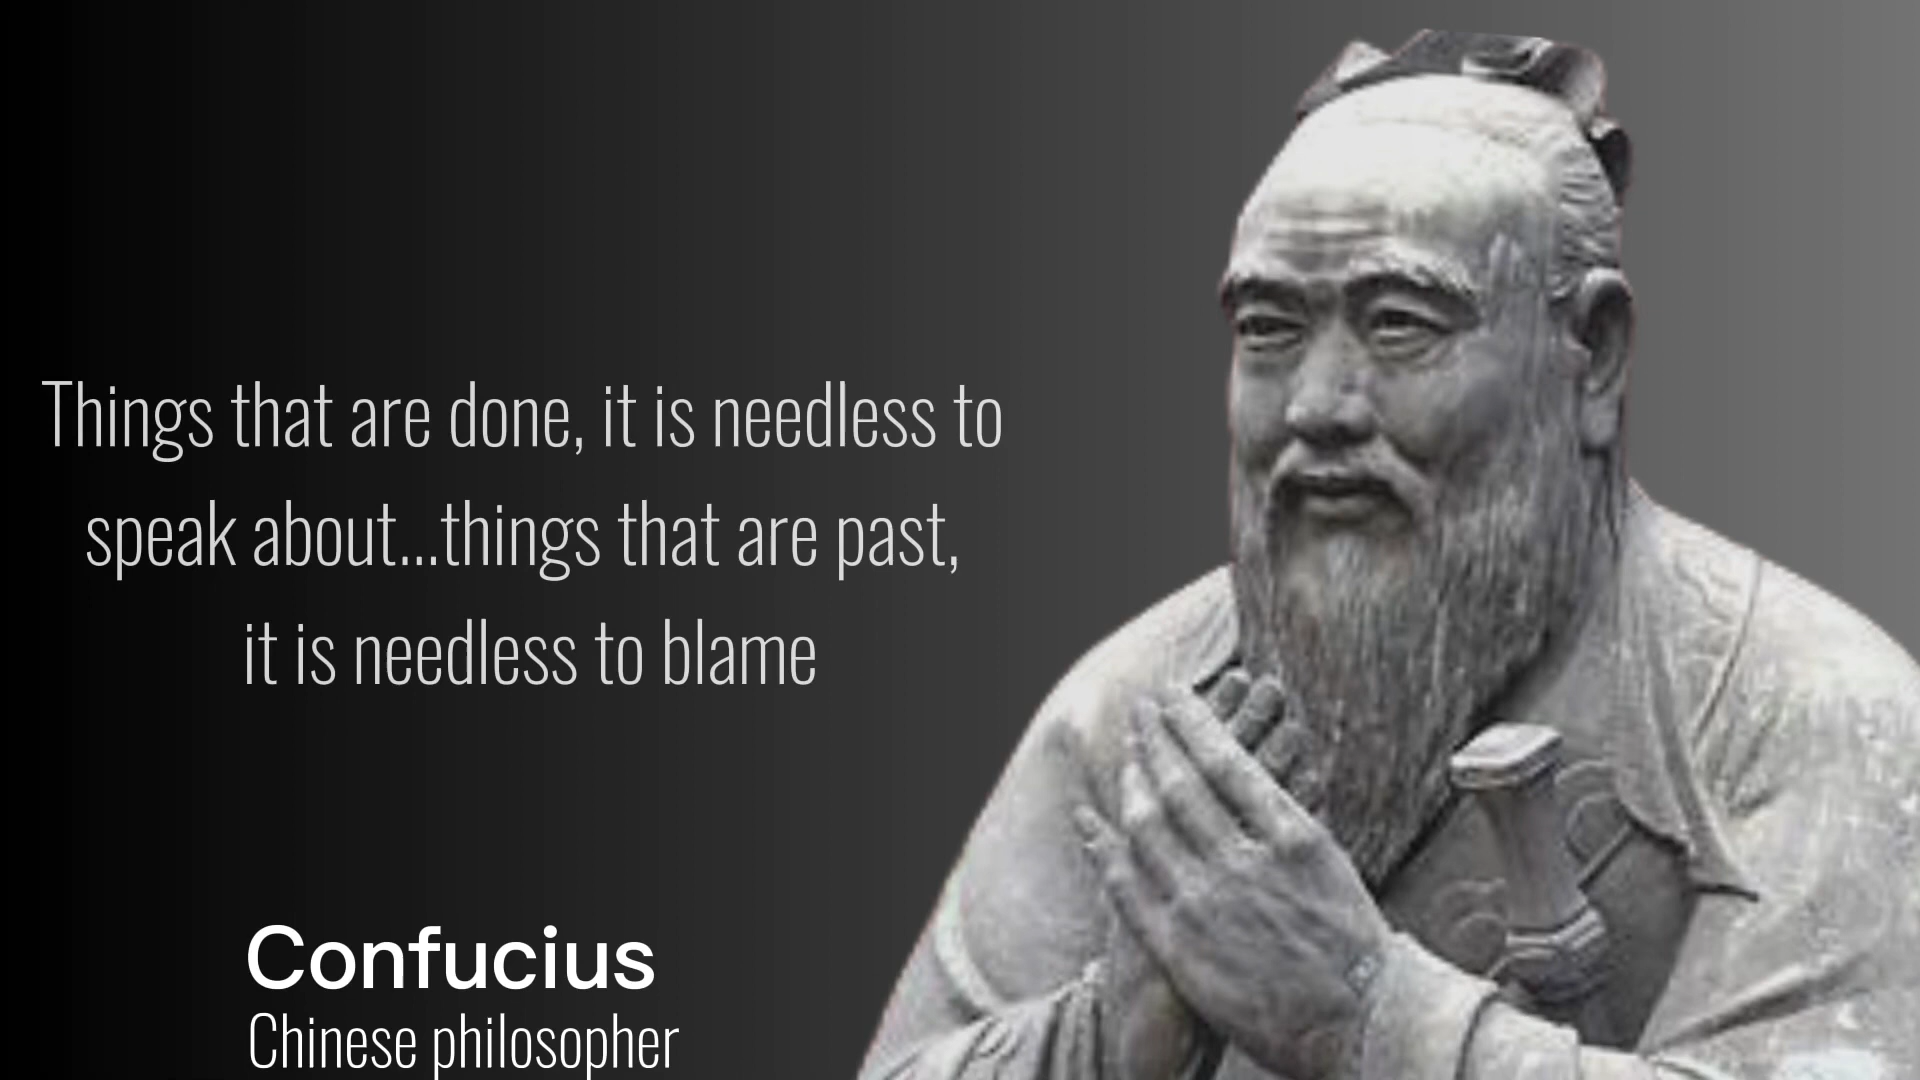 Things that are done, it is needless to
speak about...things that are past,
it is needless to blame
Confucius
Chinese philosopher